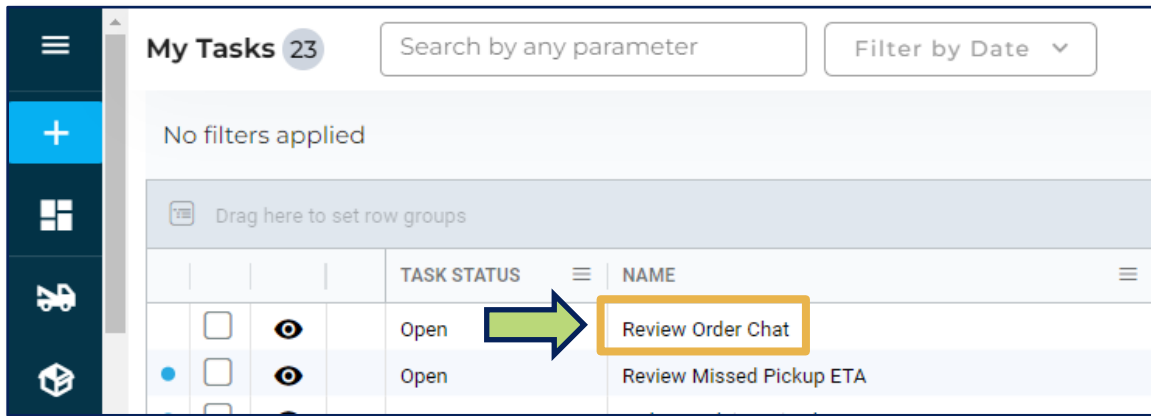 My Tasks 23
Search by any parameter
Filter by Date
No filters applied
Drag here to set row groups
TASK STATUS NAME
Open Review Order Chat
Open Review Missed Pickup ETA